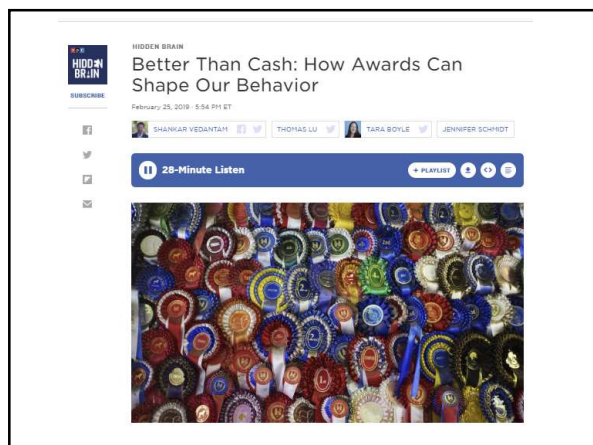 HIDDEN BRAIN
Better Than Cash: How Awards Can
Shape Our Behavior
HIDDEN
BRAIN
SUBSCRIBE
February 25, 2019 · 5:54 PM ET
SHANKAR VEDANTAM
THOMAS LU
TARA BOYLE
JENNIFER SCHMIDT
28-Minute Listen
+ PLAYLIST